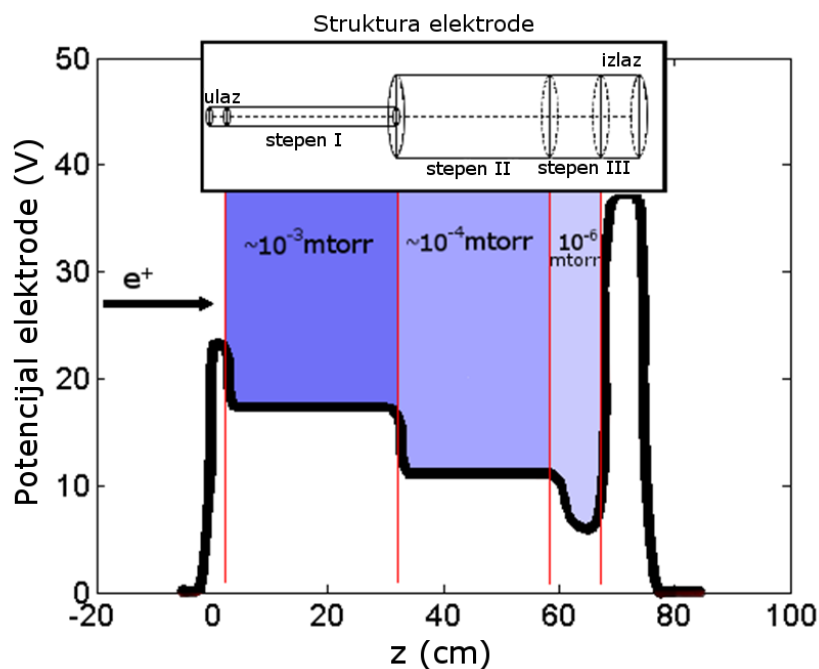 Struktura elektrode
izlaz
ulaz
stepen I
stepen II
stepen III
50
40
30
20
10
0
Potencijal elektrode (V)
~10⁻³mtorr
~10⁻⁴mtorr
10⁻⁶
mtorr
e⁺
-20
0
20
40
60
80
100
z (cm)